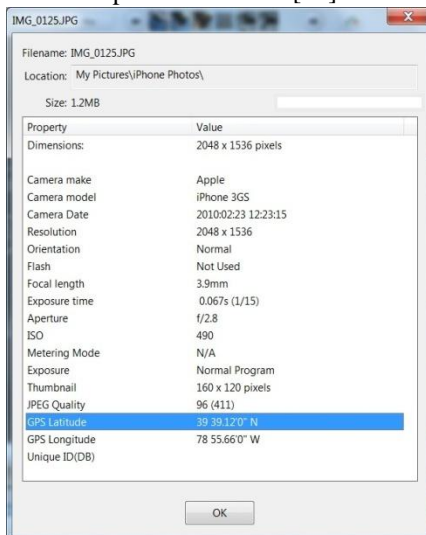 IMG_0125.JPG
Filename: IMG_0125.JPG
Location: My Pictures\iPhone Photos\
Size: 1.2MB
Property Value
Dimensions: 2048 x 1536 pixels
Camera make Apple
Camera model iPhone 3GS
Camera Date 2010:02:23 12:23:15
Resolution 2048 x 1536
Orientation Normal
Flash Not Used
Focal length 3.9mm
Exposure time 0.067s (1/15)
Aperture f/2.8
ISO 490
Metering Mode N/A
Exposure Normal Program
Thumbnail 160 x 120 pixels
JPEG Quality 96 (411)
GPS Latitude 39 39.12'0" N
GPS Longitude 78 55.66'0" W
Unique ID(DB)
OK